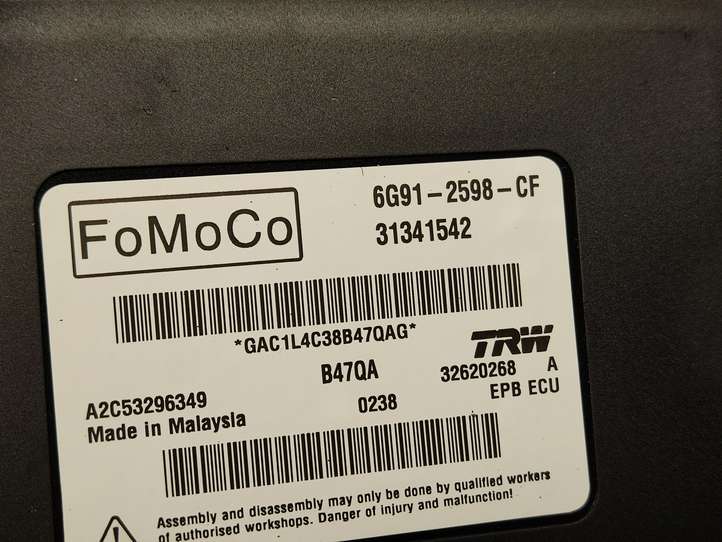 FoMoCo
6G91-2598-CF
31341542
*GAC1L4C38B47QAG*
TRW
B47QA
32620268 A
A2C53296349
0238
EPB ECU
Made in Malaysia
Assembly and disassembly may only be done by qualified workers
of authorised workshops. Danger of injury and malfunction!